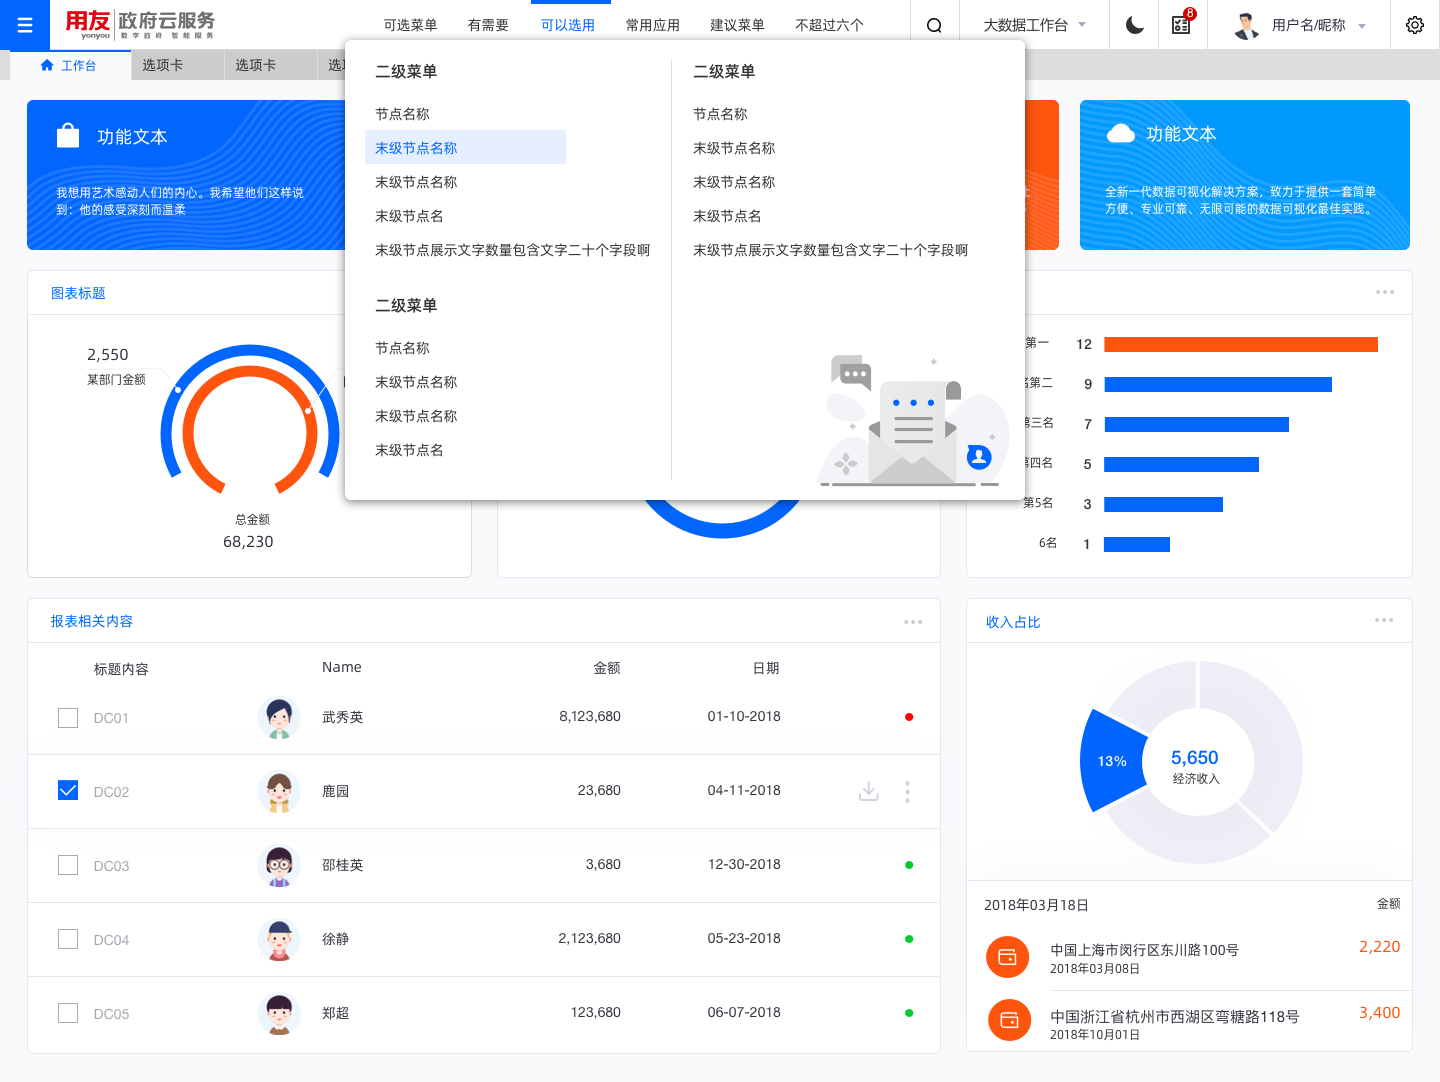 用友 yonyou 政府云服务 数字政府 智能服务
可选菜单 有需要 可以选用 常用应用 建议菜单 不超过六个
大数据工作台 8 用户名/昵称
工作台 选项卡 选项卡
功能文本
我想用艺术感动人们的内心。我希望他们这样说
到：他的感受深刻而温柔
功能文本
全新一代数据可视化解决方案，致力于提供一套简单
方便、专业可靠、无限可能的数据可视化最佳实践。
二级菜单
节点名称
末级节点名称
末级节点名称
末级节点名
末级节点展示文字数量包含文字二十个字段啊
二级菜单
节点名称
末级节点名称
末级节点名
末级节点名
二级菜单
节点名称
末级节点名称
末级节点名称
末级节点名
末级节点展示文字数量包含文字二十个字段啊
图表标题
2,550
某部门金额
总金额
68,230
第一 12
第二 9
第三名 7
第四名 5
第5名 3
6名 1
报表相关内容
标题内容 Name 金额 日期
DC01 武秀英 8,123,680 01-10-2018
DC02 鹿园 23,680 04-11-2018
DC03 邵桂英 3,680 12-30-2018
DC04 徐静 2,123,680 05-23-2018
DC05 郑超 123,680 06-07-2018
收入占比
13%
5,650
经济收入
2018年03月18日 金额
中国上海市闵行区东川路100号 2,220
2018年03月08日
中国浙江省杭州市西湖区弯糖路118号 3,400
2018年10月01日